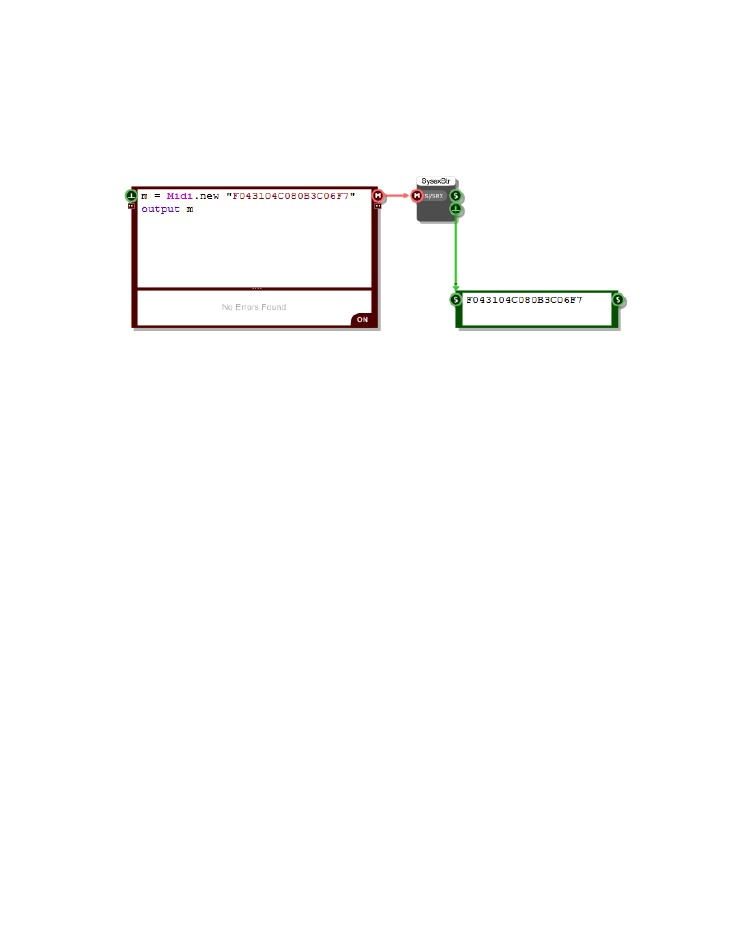 SysexStr
m = Midi.new "F043104C080B3C06F7"
output m
M
M
sysex
S
No Errors Found
ON
S
F043104C080B3C06F7
S